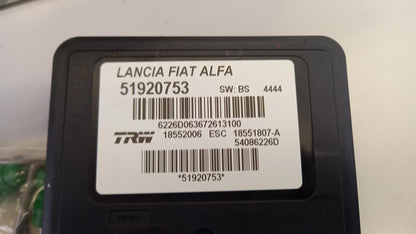 LANCIA FIAT ALFA
51920753 SW: BS 4444
6226D063672613100
TRW 18552006 ESC 18551807-A
54086226D
*51920753*